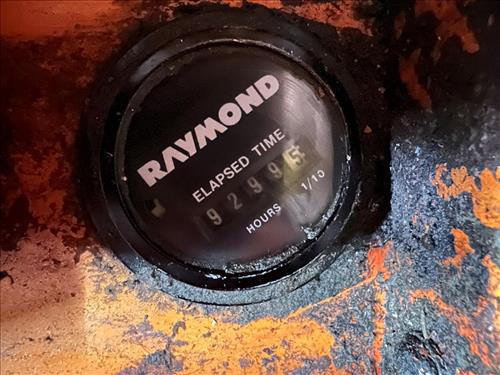 RAYMOND
ELAPSED TIME
92995
HOURS 1/10